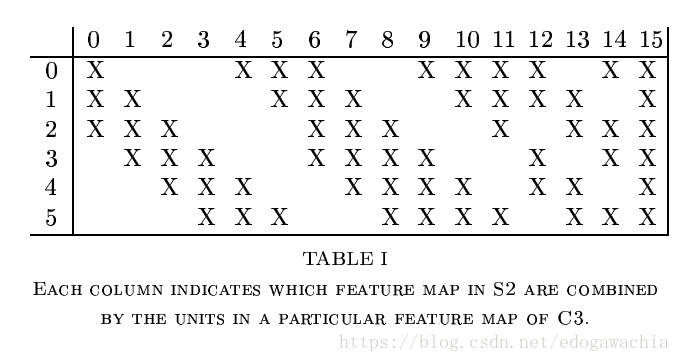 0 1 2 3 4 5 6 7 8 9 10 11 12 13 14 15
0 X X X X X X X X X X
1 X X X X X X X X X X
2 X X X X X X X X X X
3 X X X X X X X X X X
4 X X X X X X X X X X
5 X X X X X X X X X X
TABLE I
EACH COLUMN INDICATES WHICH FEATURE MAP IN S2 ARE COMBINED
BY THE UNITS IN A PARTICULAR FEATURE MAP OF C3.
https://blog.csdn.net/edogawachia